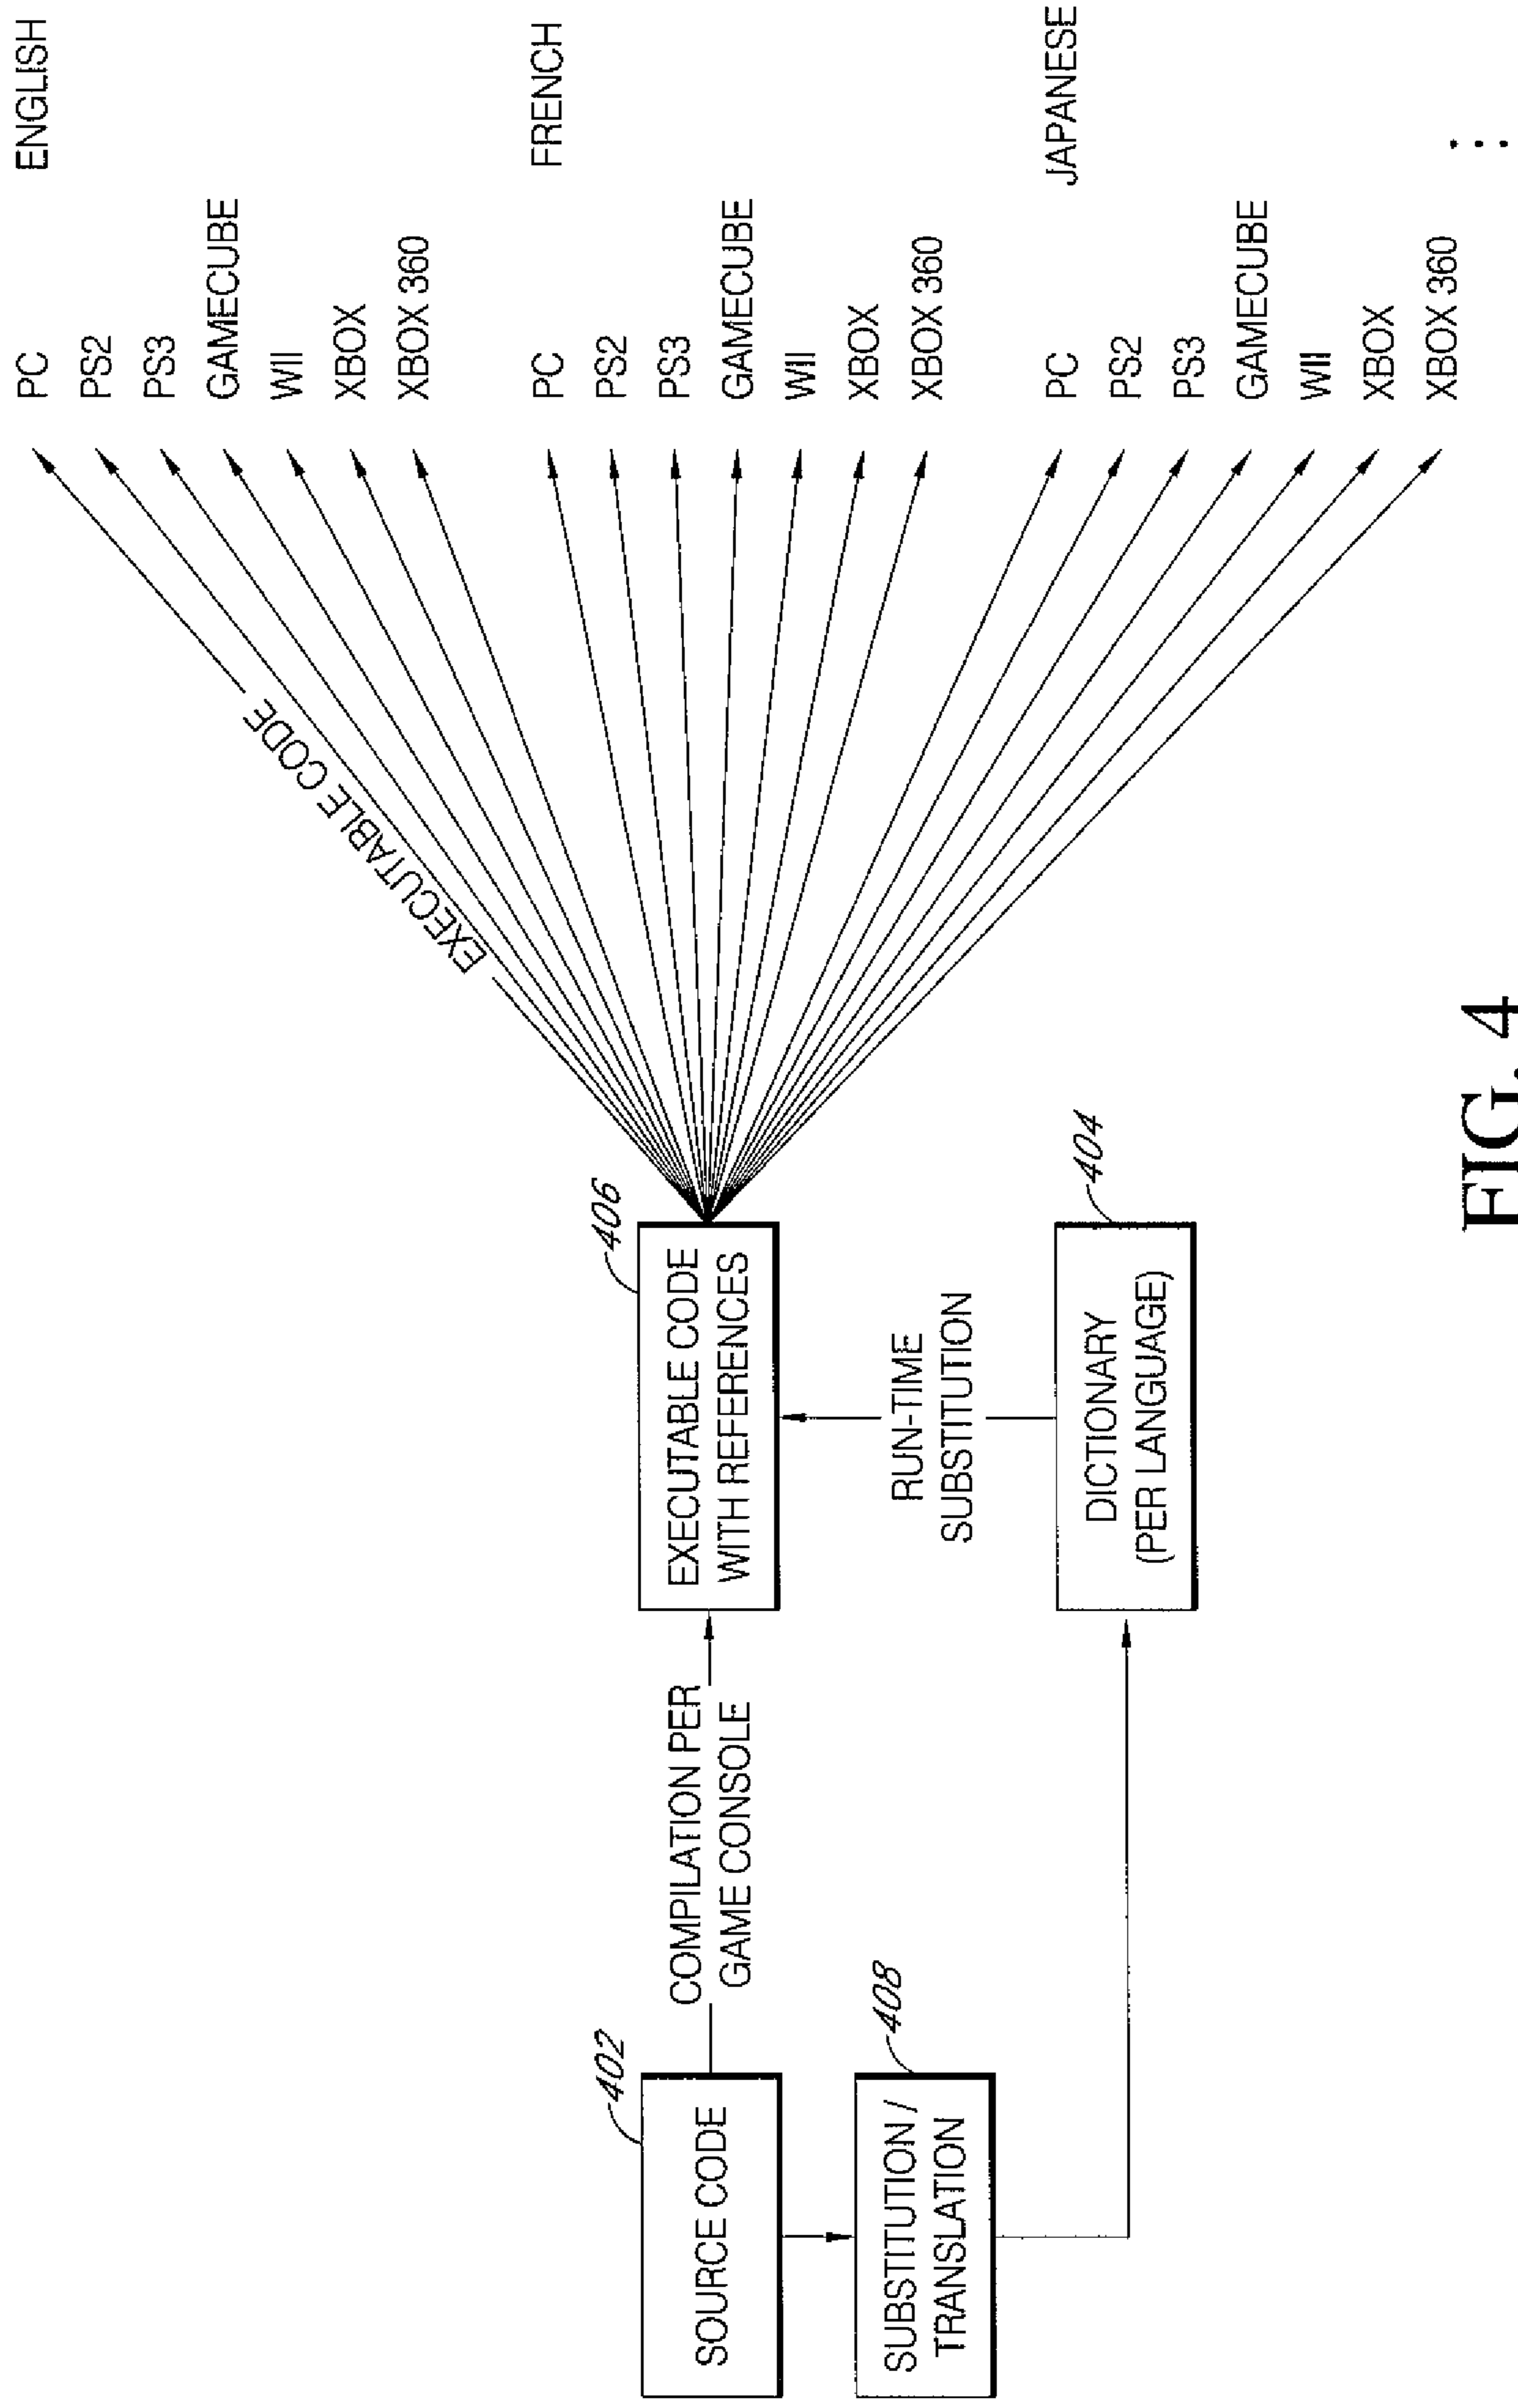 402
SOURCE CODE
408
SUBSTITUTION /
TRANSLATION
COMPILATION PER
GAME CONSOLE
406
EXECUTABLE CODE
WITH REFERENCES
RUN-TIME
SUBSTITUTION
404
DICTIONARY
(PER LANGUAGE)
EXECUTABLE CODE
ENGLISH
PC
PS2
PS3
GAMECUBE
WII
XBOX
XBOX 360
FRENCH
PC
PS2
PS3
GAMECUBE
WII
XBOX
XBOX 360
JAPANESE
PC
PS2
PS3
GAMECUBE
WII
XBOX
XBOX 360
FIG. 4